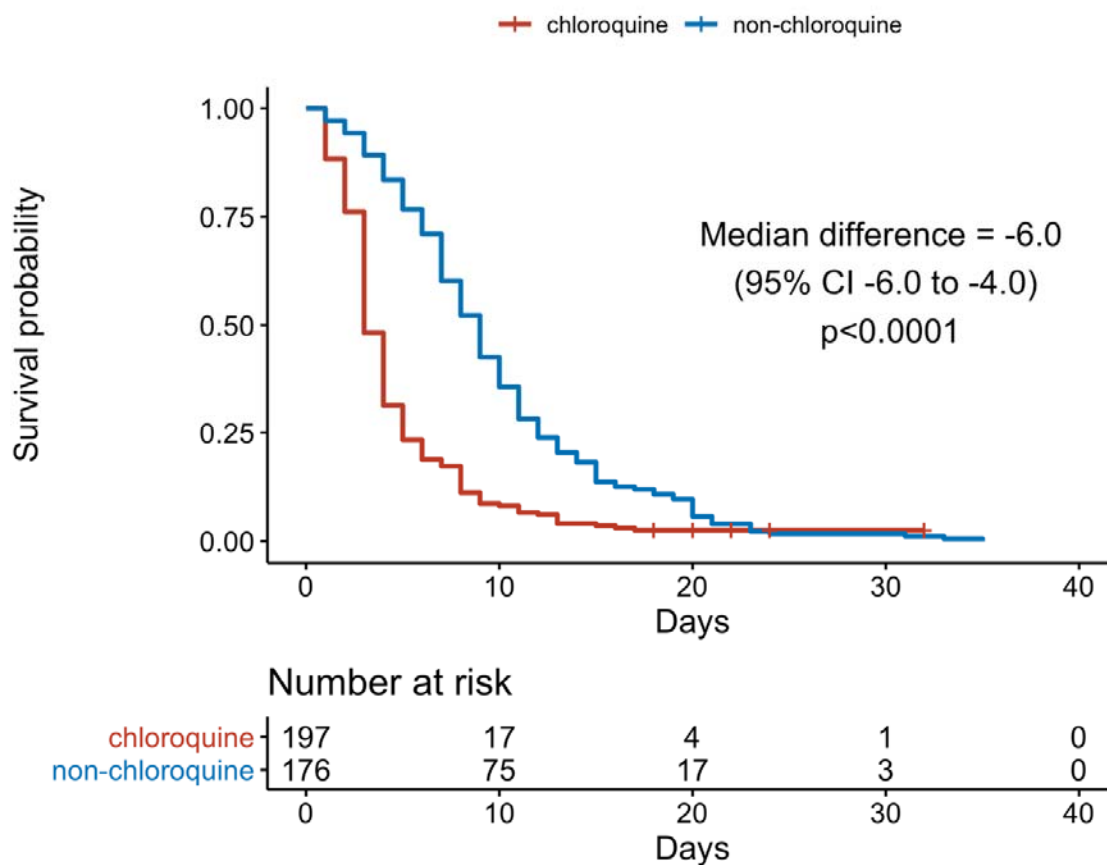 chloroquine non-chloroquine
Survival probability
1.00
0.75
0.50
0.25
0.00
Median difference = -6.0
(95% CI -6.0 to -4.0)
p<0.0001
0 10 20 30 40
Days
Number at risk
chloroquine 197 17 4 1 0
non-chloroquine 176 75 17 3 0
0 10 20 30 40
Days